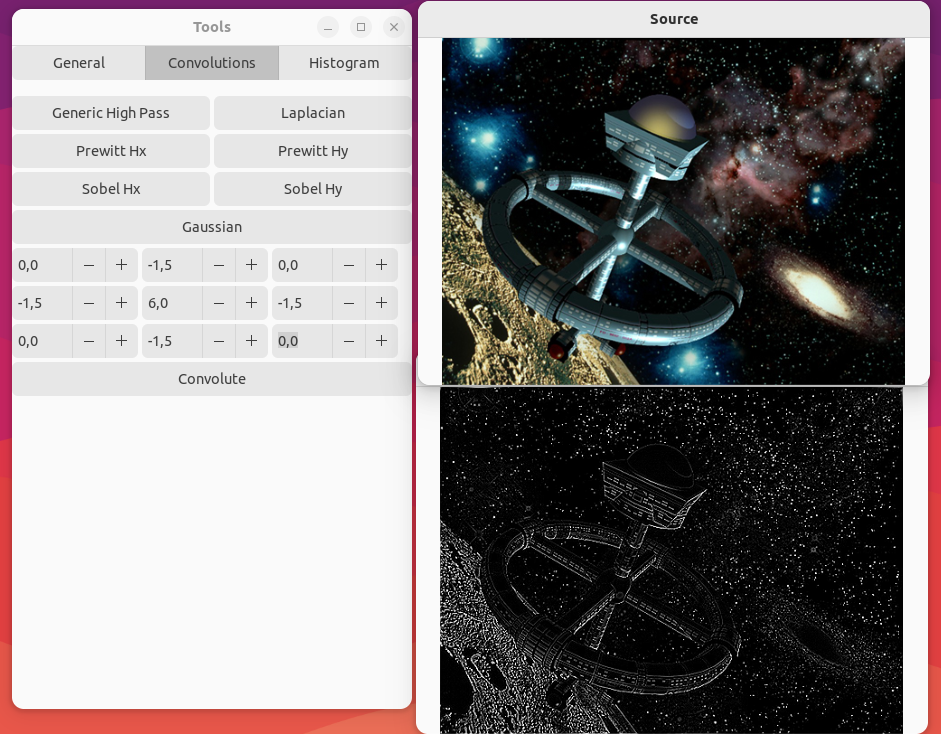 Tools
General Convolutions Histogram
Generic High Pass Laplacian
Prewitt Hx Prewitt Hy
Sobel Hx Sobel Hy
Gaussian
0,0 − + -1,5 − + 0,0 − +
-1,5 − + 6,0 − + -1,5 − +
0,0 − + -1,5 − + 0,0 − +
Convolute
Source